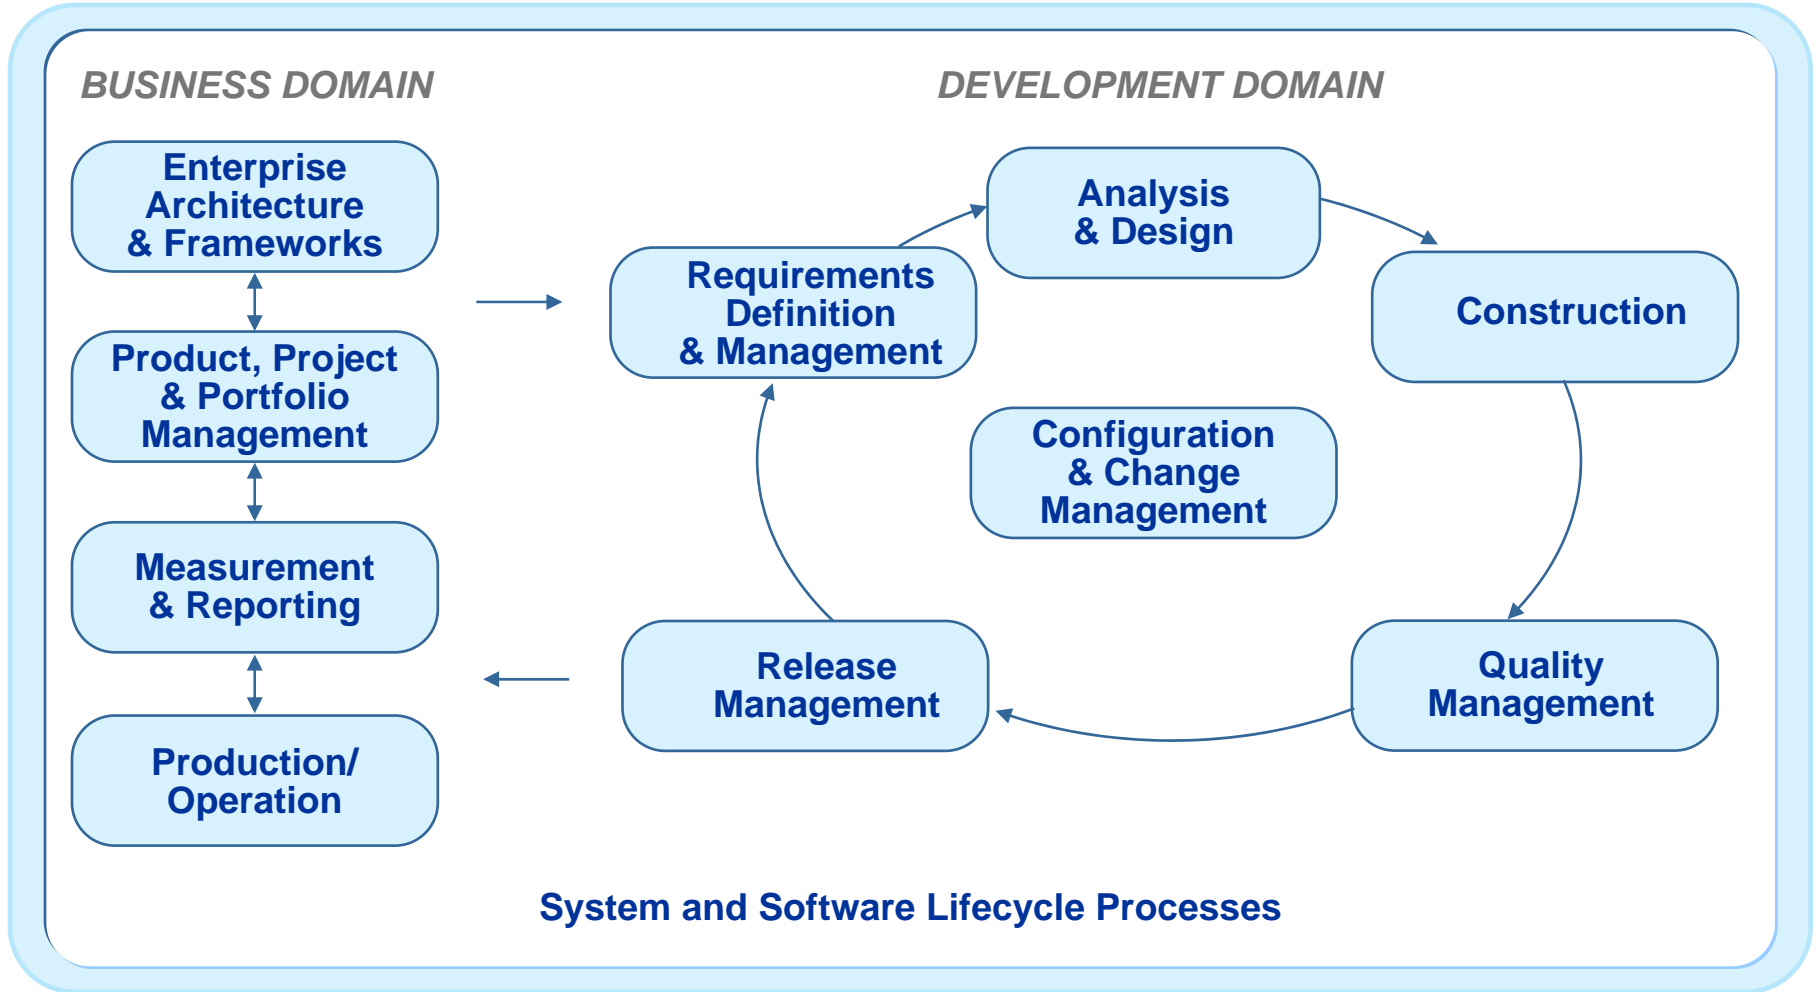 BUSINESS DOMAIN
DEVELOPMENT DOMAIN
Enterprise
Architecture
& Frameworks
Product, Project
& Portfolio
Management
Measurement
& Reporting
Production/
Operation
Requirements
Definition
& Management
Analysis
& Design
Construction
Configuration
& Change
Management
Release
Management
Quality
Management
System and Software Lifecycle Processes